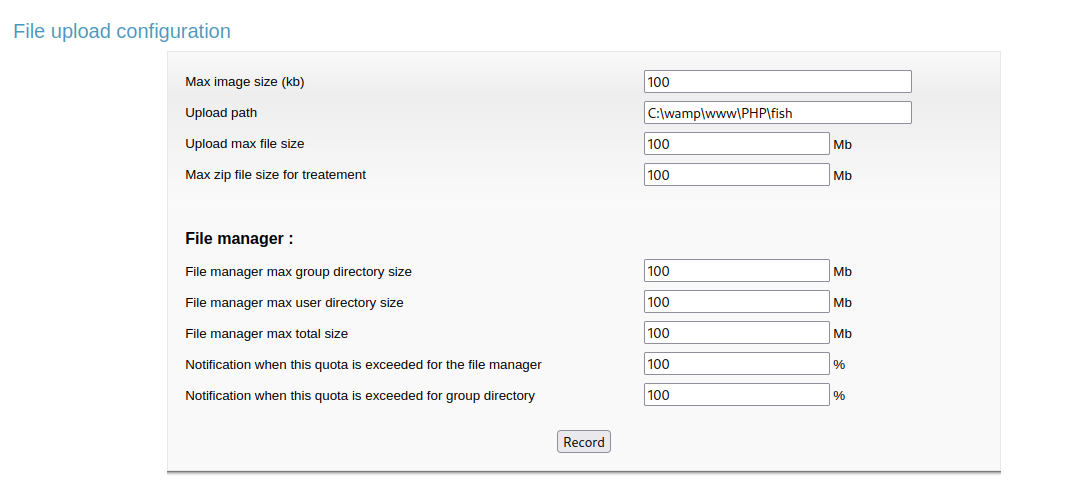 File upload configuration
Max image size (kb) 100
Upload path C:\wamp\www\PHP\fish
Upload max file size 100 Mb
Max zip file size for treatement 100 Mb
File manager :
File manager max group directory size 100 Mb
File manager max user directory size 100 Mb
File manager max total size 100 Mb
Notification when this quota is exceeded for the file manager 100 %
Notification when this quota is exceeded for group directory 100 %
Record